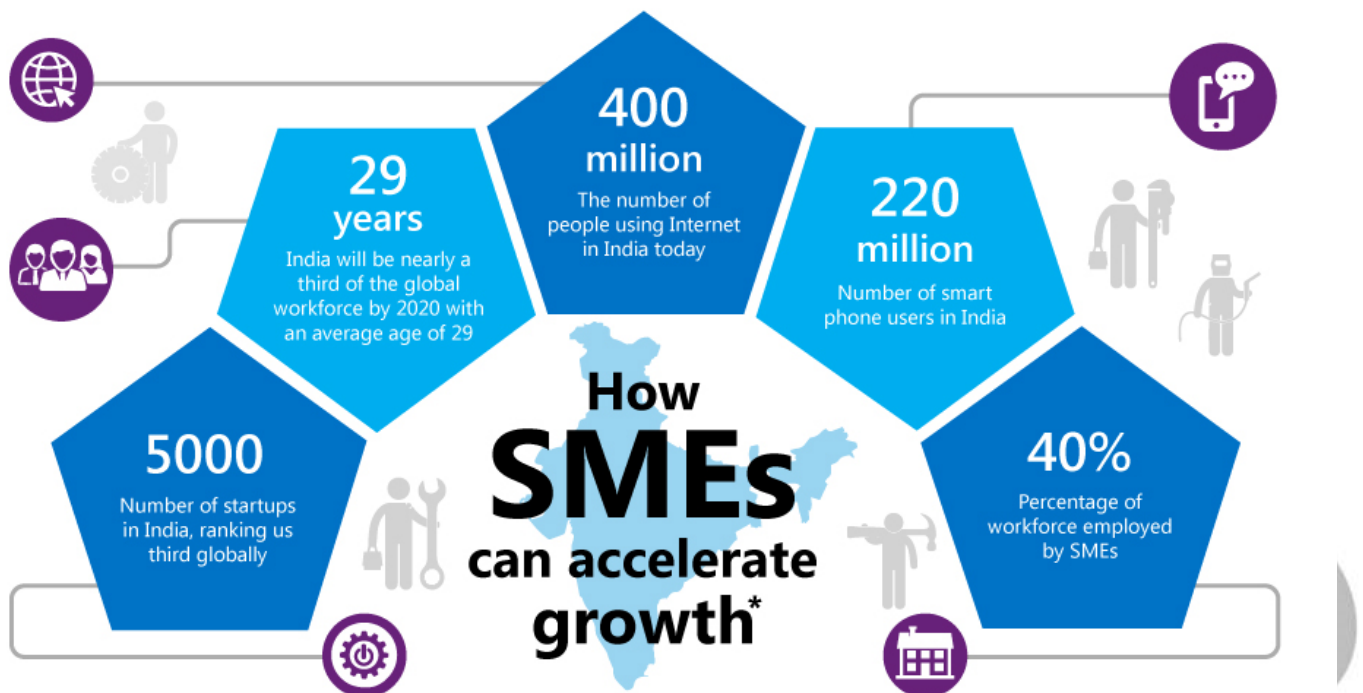 400
million
The number of
people using Internet
in India today
29
years
India will be nearly a
third of the global
workforce by 2020 with
an average age of 29
220
million
Number of smart
phone users in India
5000
Number of startups
in India, ranking us
third globally
How
SMEs
can accelerate
growth*
40%
Percentage of
workforce employed
by SMEs